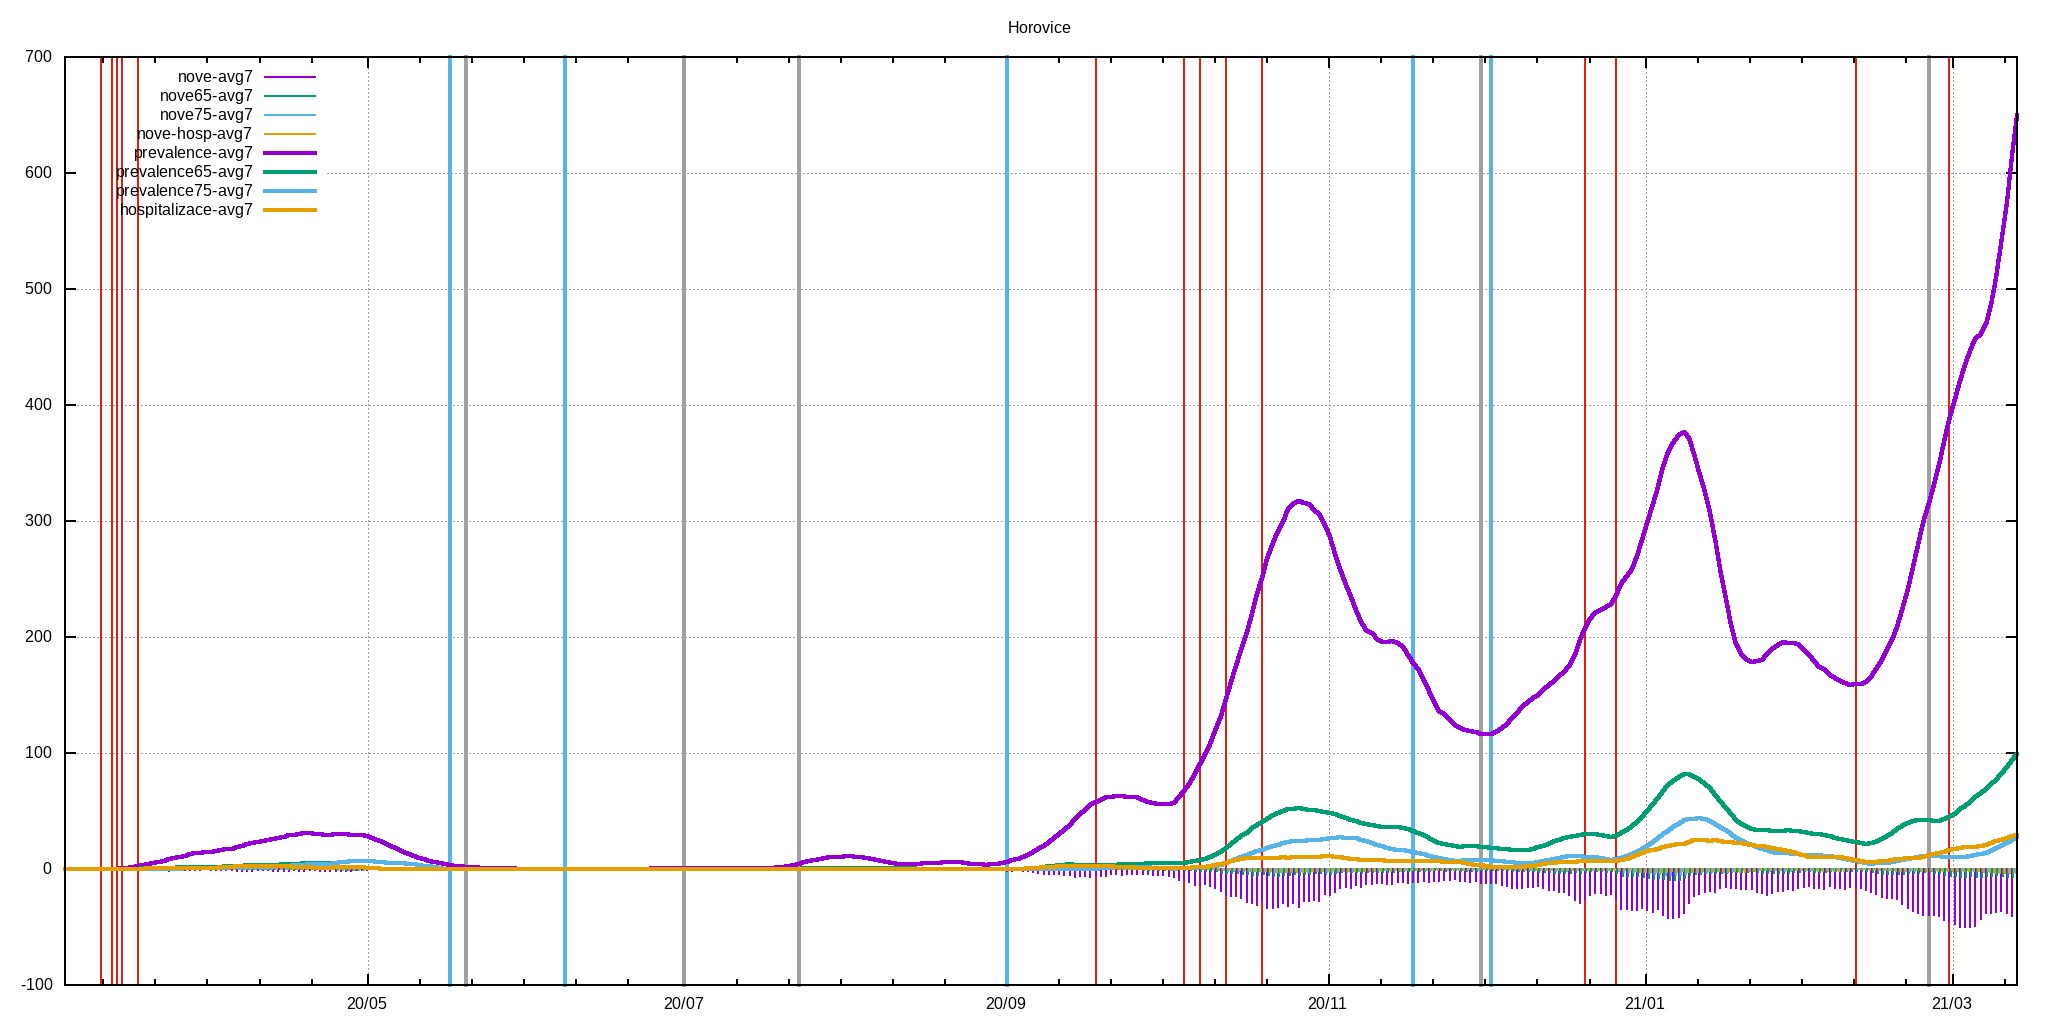 Horovice
700
600
500
400
300
200
100
0
-100
nove-avg7
nove65-avg7
nove75-avg7
nove-hosp-avg7
prevalence-avg7
prevalence65-avg7
prevalence75-avg7
hospitalizace-avg7
20/05 20/07 20/09 20/11 21/01 21/03